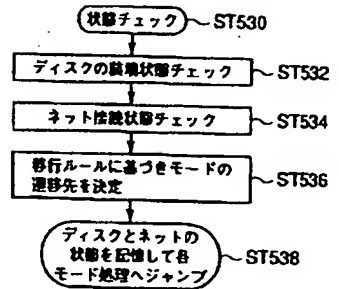 状態チェック
ST530
ディスクの装填状態チェック
ST532
ネット接続状態チェック
ST534
移行ルールに基づきモードの
遷移先を決定
ST536
ディスクとネットの
状態を記憶して各
モード処理へジャンプ
ST538